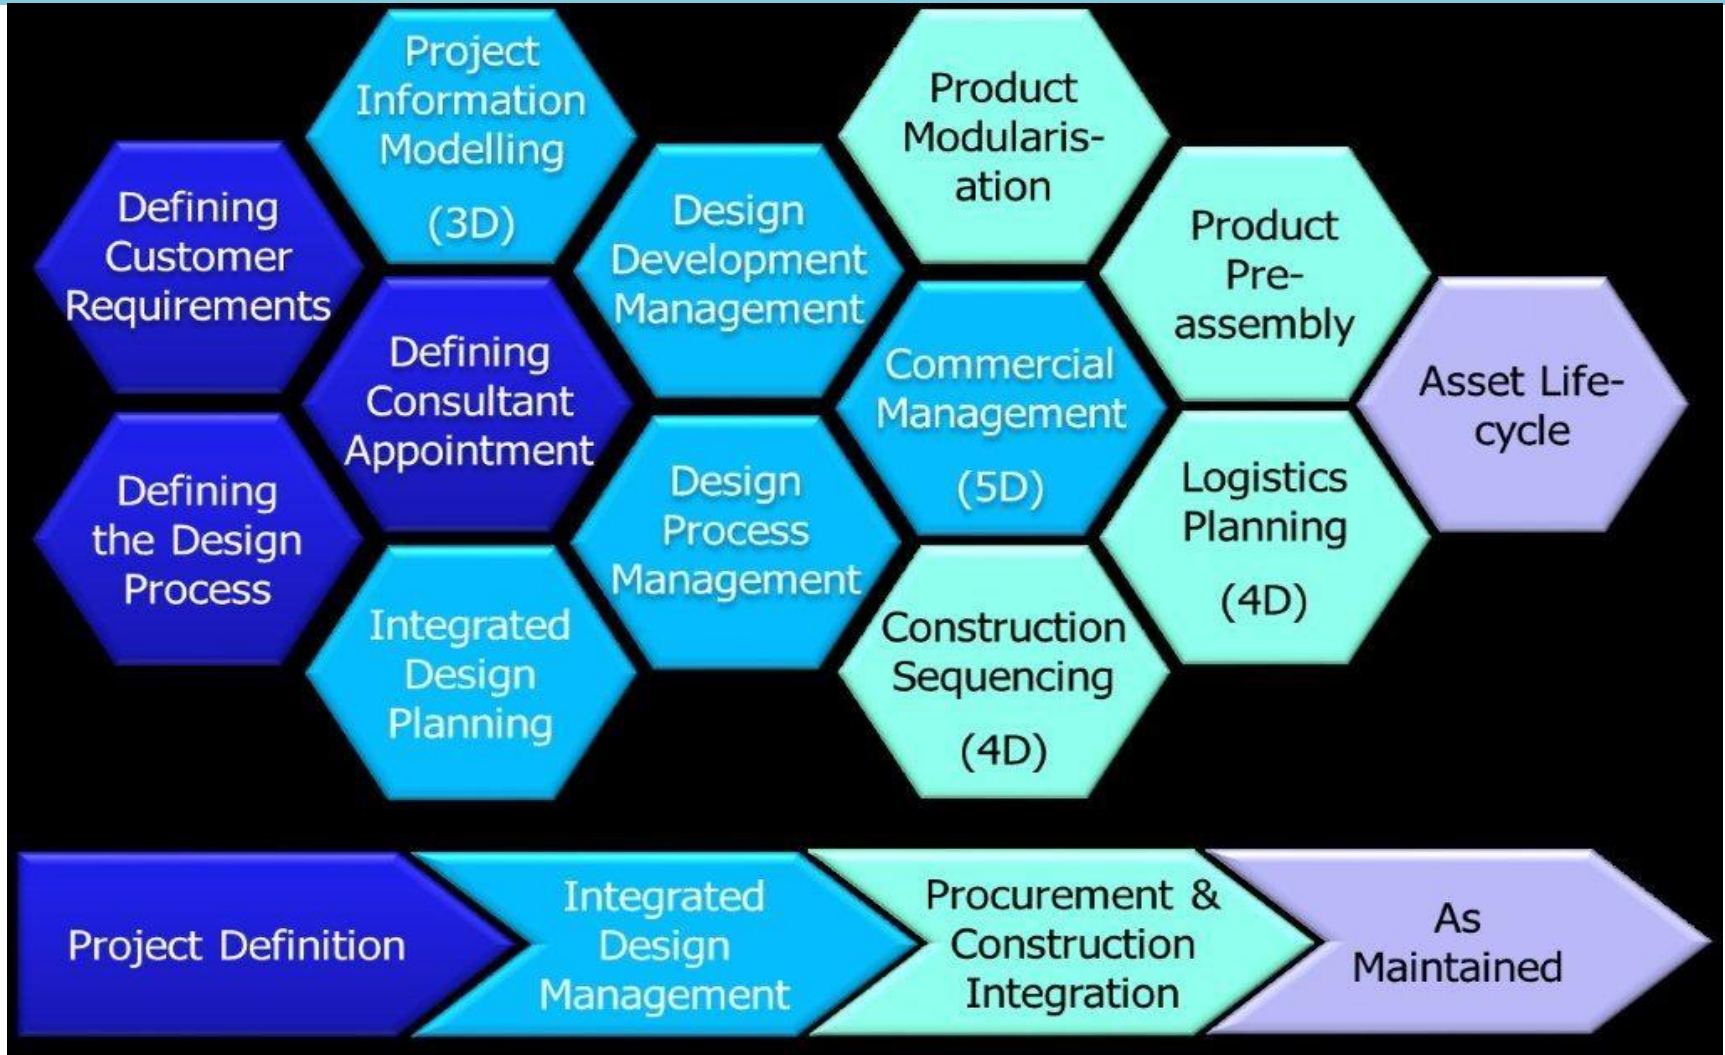 Project
Information
Modelling
(3D)
Product
Modularis-
ation
Defining
Customer
Requirements
Design
Development
Management
Product
Pre-
assembly
Defining
Consultant
Appointment
Commercial
Management
(5D)
Asset Life-
cycle
Defining
the Design
Process
Design
Process
Management
Logistics
Planning
(4D)
Integrated
Design
Planning
Construction
Sequencing
(4D)
Project Definition
Integrated
Design
Management
Procurement &
Construction
Integration
As
Maintained